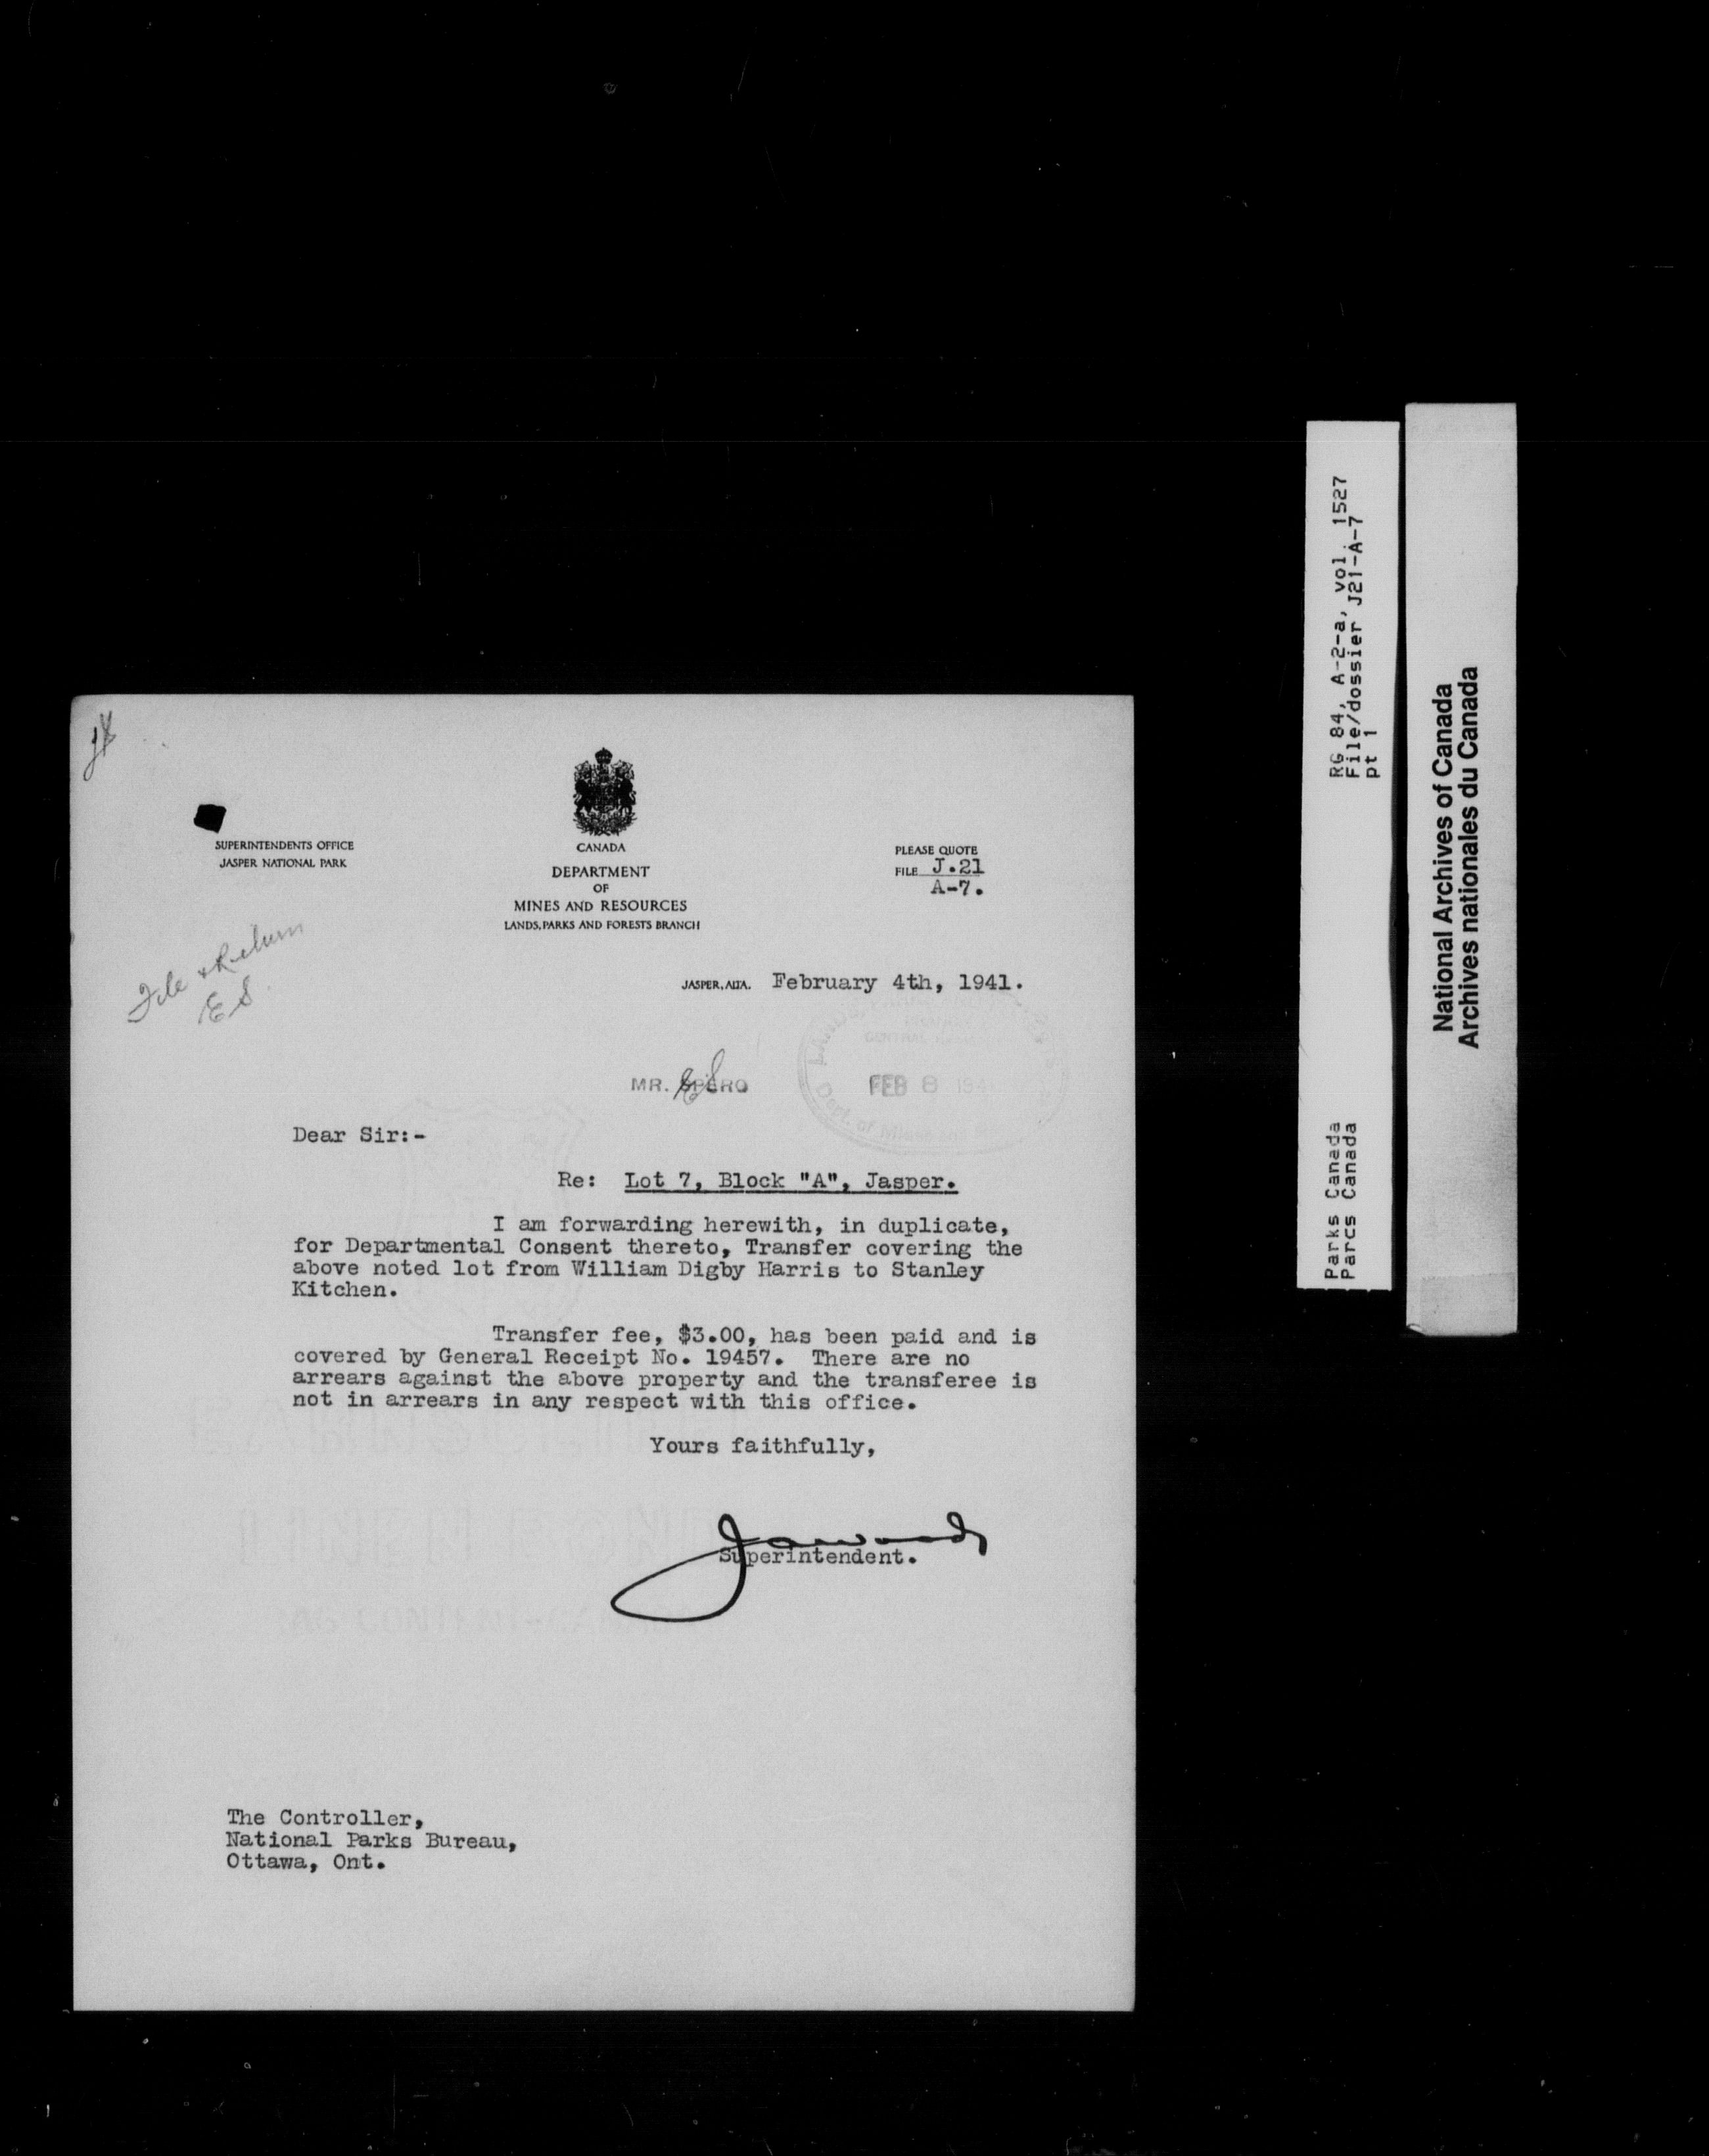 SUPERINTENDENTS OFFICE
JASPER NATIONAL PARK
CANADA
DEPARTMENT
OF
MINES AND RESOURCES
LANDS, PARKS AND FORESTS BRANCH
PLEASE QUOTE
FILE J.21
A-7.
File & Return
ES
JASPER, ALTA. February 4th, 1941.
MR. SPERO
FEB 8 194
Dept. of Mines
Dear Sir:-
Re: Lot 7, Block "A", Jasper.
I am forwarding herewith, in duplicate,
for Departmental Consent thereto, Transfer covering the
above noted lot from William Digby Harris to Stanley
Kitchen.
Transfer fee, $3.00, has been paid and is
covered by General Receipt No. 19457. There are no
arrears against the above property and the transferee is
not in arrears in any respect with this office.
Yours faithfully,
Superintendent.
The Controller,
National Parks Bureau,
Ottawa, Ont.
RG 84, A-2-a, vol. 1527
File/dossier J21-A-7
pt 1
Parks Canada
Parcs Canada
National Archives of Canada
Archives nationales du Canada